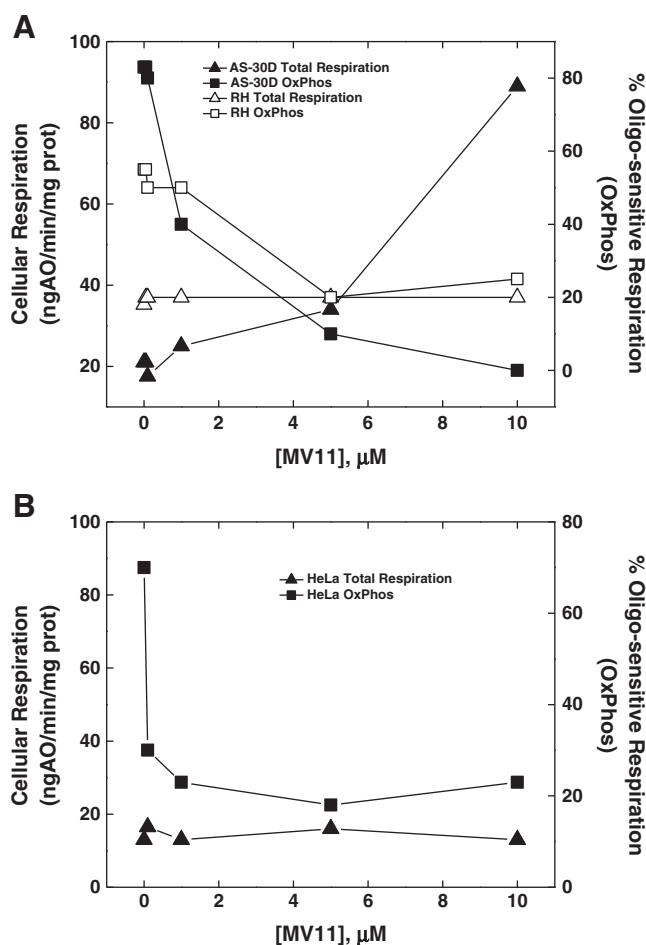 A
AS-30D Total Respiration
AS-30D OxPhos
RH Total Respiration
RH OxPhos
Cellular Respiration
(ngAO/min/mg prot)
100
80
60
40
20
% Oligo-sensitive Respiration
(OxPhos)
80
60
40
20
0
0 2 4 6 8 10
[MV11], μM
B
HeLa Total Respiration
HeLa OxPhos
Cellular Respiration
(ngAO/min/mg prot)
100
80
60
40
20
0
% Oligo-sensitive Respiration
(OxPhos)
80
60
40
20
0
0 2 4 6 8 10
[MV11], μM